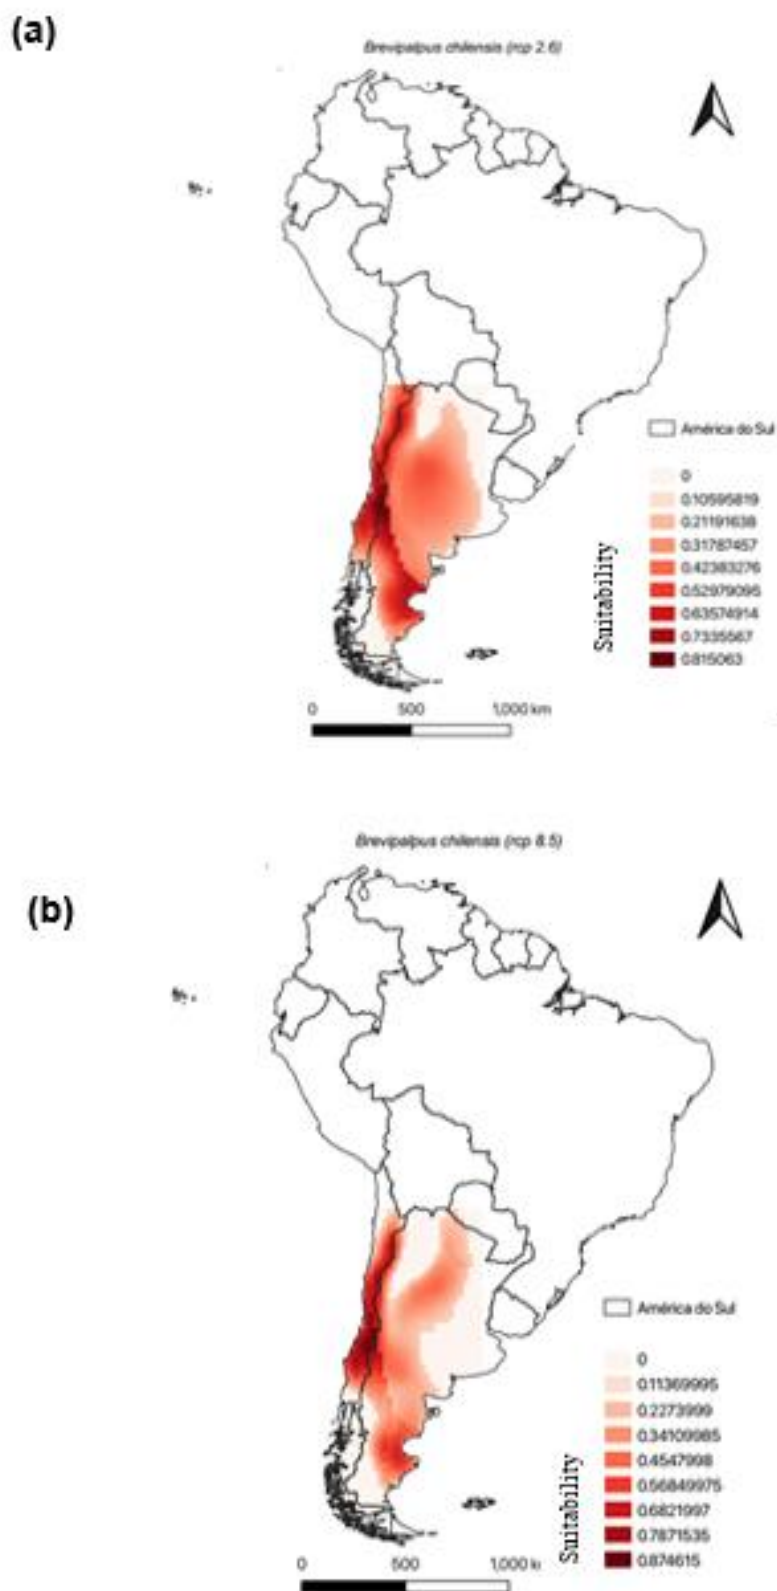 (a)
Brevipalpus chilensis (rcp 2.6)
América do Sul
Suitability
0
0.10595819
0.21191638
0.31787457
0.42383276
0.52979095
0.63574914
0.7335567
0.815063
0 500 1,000 km
Brevipalpus chilensis (rcp 8.5)
(b)
América do Sul
Suitability
0
0.11369995
0.2273999
0.34109985
0.4547998
0.56849975
0.6821997
0.7871535
0.874615
0 500 1,000 k